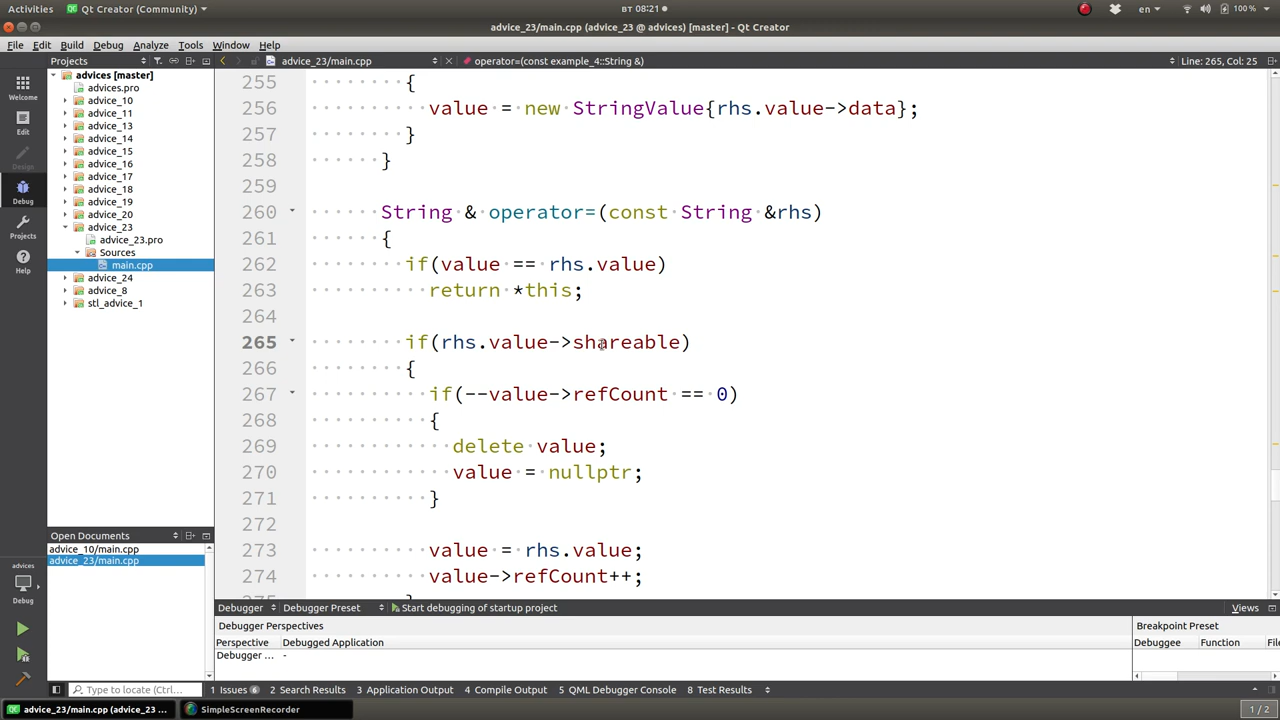 Activities Qt Creator (Community) вт 08:21 en 100 %
advice_23/main.cpp (advice_23 @ advices) [master] - Qt Creator
File Edit Build Debug Analyze Tools Window Help
Projects advice_23/main.cpp operator=(const example_4::String &) Line: 265, Col: 25
Welcome
Edit
Design
Debug
Projects
Help
advices
Debug
advices [master]
advices.pro
advice_10
advice_11
advice_13
advice_14
advice_15
advice_16
advice_17
advice_18
advice_19
advice_20
advice_23
advice_23.pro
Sources
main.cpp
advice_24
advice_8
stl_advice_1
Open Documents
advice_10/main.cpp
advice_23/main.cpp
255 {
256 value = new StringValue{rhs.value->data};
257 }
258 }
259
260 String & operator=(const String &rhs)
261 {
262 if(value == rhs.value)
263 return *this;
264
265 if(rhs.value->shareable)
266 {
267 if(--value->refCount == 0)
268 {
269 delete value;
270 value = nullptr;
271 }
272
273 value = rhs.value;
274 value->refCount++;
Debugger Debugger Preset Start debugging of startup project Views
Debugger Perspectives Breakpoint Preset
Perspective Debugged Application Debuggee Function File
Debugger ... -
Type to locate (Ctrl... 1 Issues 6 2 Search Results 3 Application Output 4 Compile Output 5 QML Debugger Console 8 Test Results
advice_23/main.cpp (advice_23 ... SimpleScreenRecorder 1 / 2